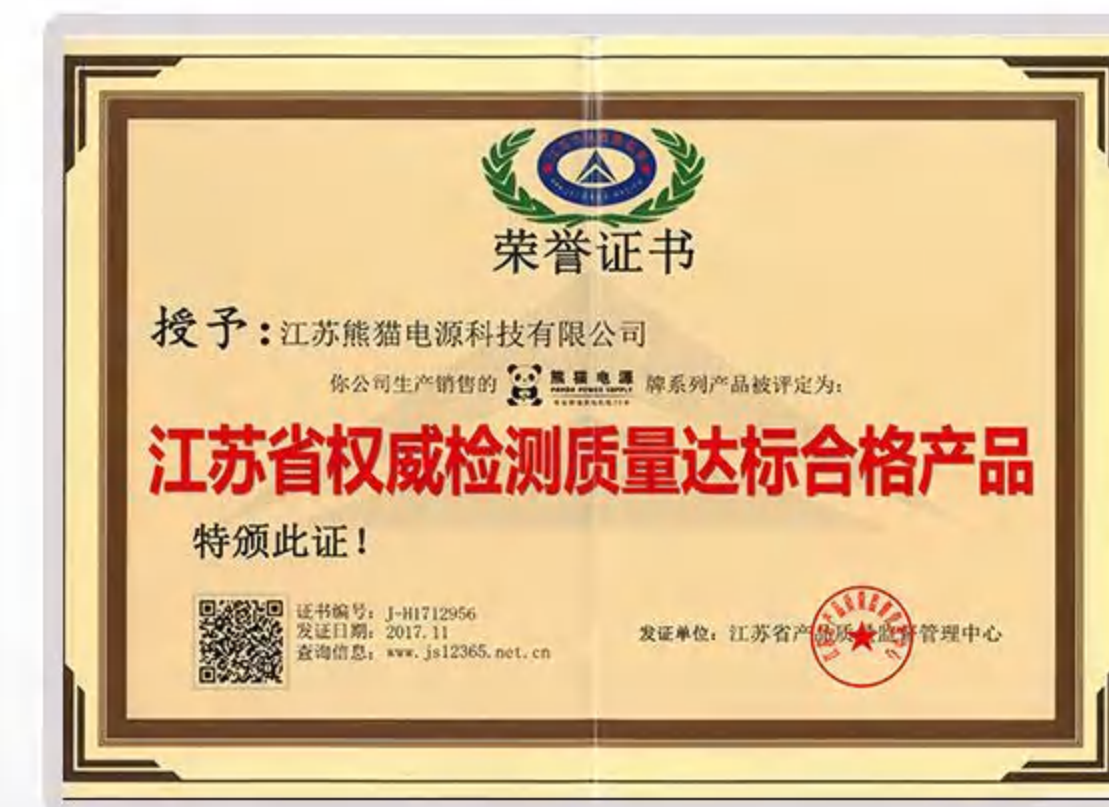 荣誉证书
授予:江苏熊猫电源科技有限公司
你公司生产销售的 熊猫电源 牌系列产品被评定为:
PANDA POWER SUPPLY
江苏省权威检测质量达标合格产品
特颁此证!
证书编号: J-H1712956
发证日期: 2017.11
查询信息: www.js12365.net.cn
发证单位: 江苏省产品质量监督管理中心